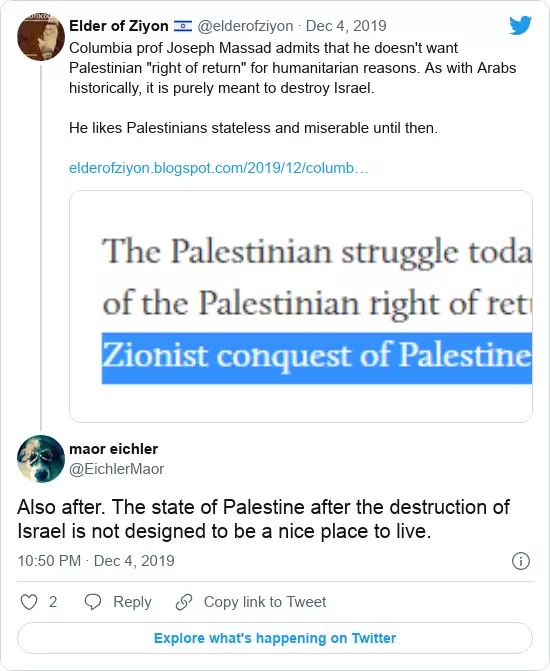 Elder of Ziyon 🇮🇱 @elderofziyon · Dec 4, 2019
Columbia prof Joseph Massad admits that he doesn't want
Palestinian "right of return" for humanitarian reasons. As with Arabs
historically, it is purely meant to destroy Israel.
He likes Palestinians stateless and miserable until then.
elderofziyon.blogspot.com/2019/12/columb…
The Palestinian struggle toda
of the Palestinian right of retu
Zionist conquest of Palestine
maor eichler
@EichlerMaor
Also after. The state of Palestine after the destruction of
Israel is not designed to be a nice place to live.
10:50 PM · Dec 4, 2019
2 Reply Copy link to Tweet
Explore what's happening on Twitter